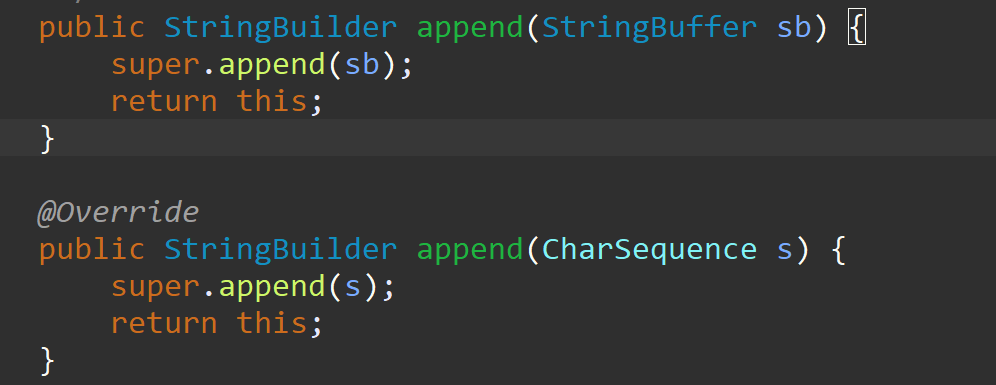 public StringBuilder append(StringBuffer sb) {
    super.append(sb);
    return this;
}
@Override
public StringBuilder append(CharSequence s) {
    super.append(s);
    return this;
}